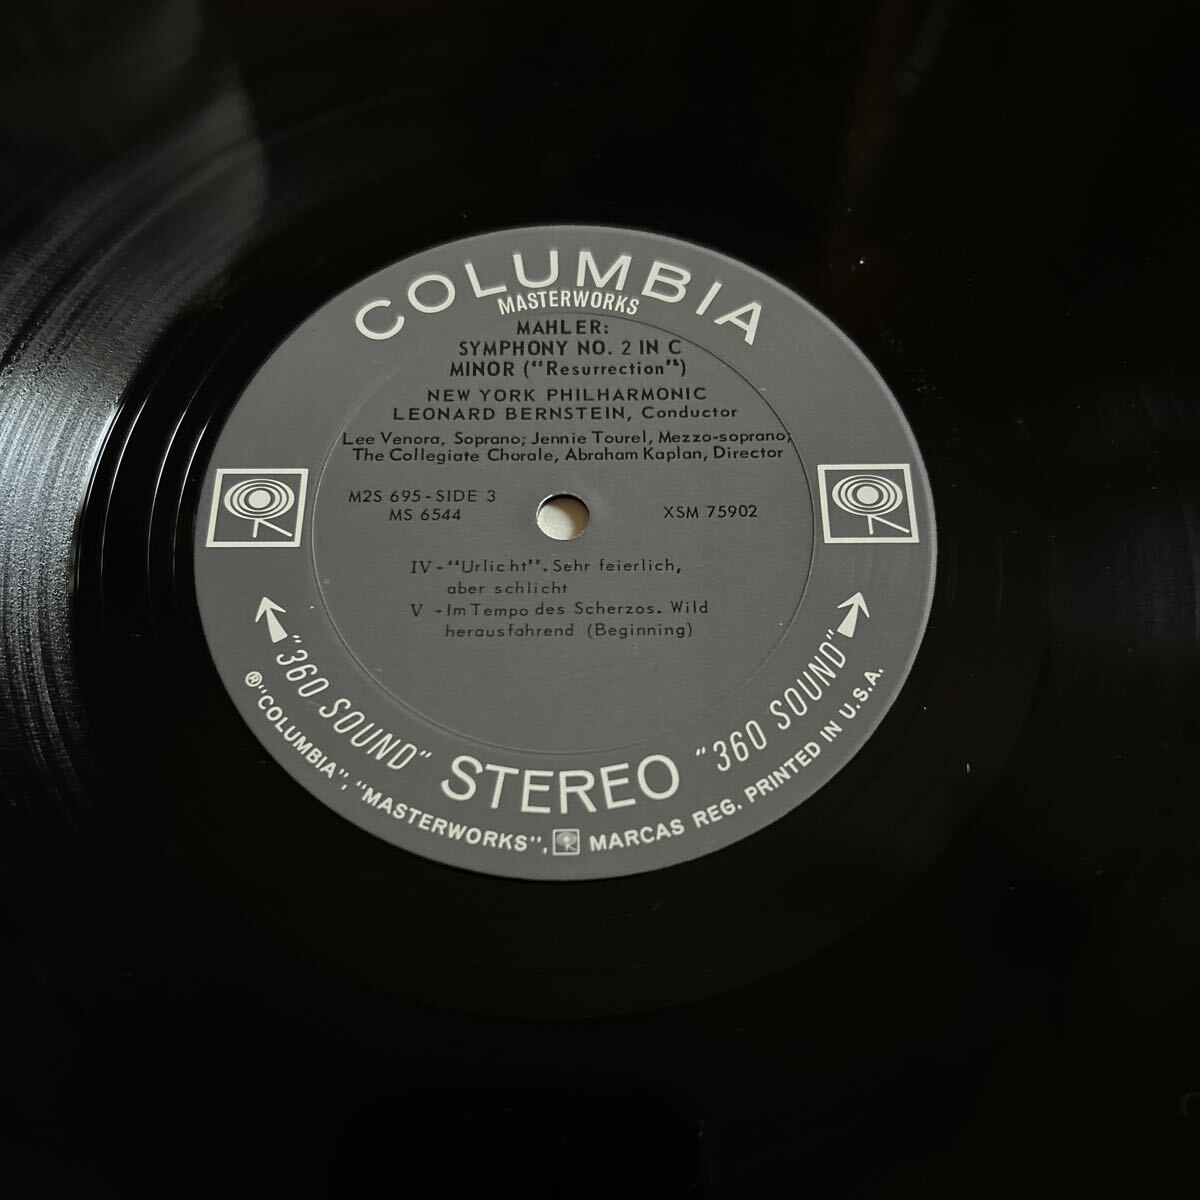 COLUMBIA
MASTERWORKS
MAHLER:
SYMPHONY NO. 2 IN C
MINOR ("Resurrection")
NEW YORK PHILHARMONIC
LEONARD BERNSTEIN, Conductor
Lee Venora, Soprano; Jennie Tourel, Mezzo-soprano;
The Collegiate Chorale, Abraham Kaplan, Director
M2S 695 - SIDE 3
MS 6544
XSM 75902
IV - "Urlicht". Sehr feierlich,
aber schlicht
V - Im Tempo des Scherzos. Wild
herausfahrend (Beginning)
"360 SOUND" STEREO "360 SOUND"
®"COLUMBIA", "MASTERWORKS", MARCAS REG. PRINTED IN U.S.A.